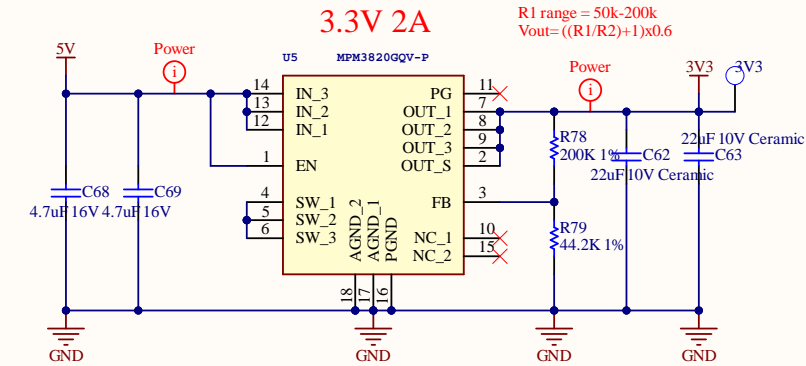 3.3V 2A
R1 range = 50k-200k
Vout= ((R1/R2)+1)x0.6
5V
Power
i
U5
MPM3820GQV-P
Power
i
3V3
3V3
14
IN_3
13
IN_2
12
IN_1
1
EN
4
SW_1
5
SW_2
6
SW_3
PG
11
OUT_1
7
OUT_2
8
OUT_3
9
OUT_S
2
FB
3
NC_1
10
NC_2
15
AGND_2
AGND_1
PGND
18
17
16
C68
4.7uF 16V
C69
4.7uF 16V
R78
200K 1%
R79
44.2K 1%
C62
22uF 10V Ceramic
22uF 10V Ceramic
C63
GND
GND
GND
GND